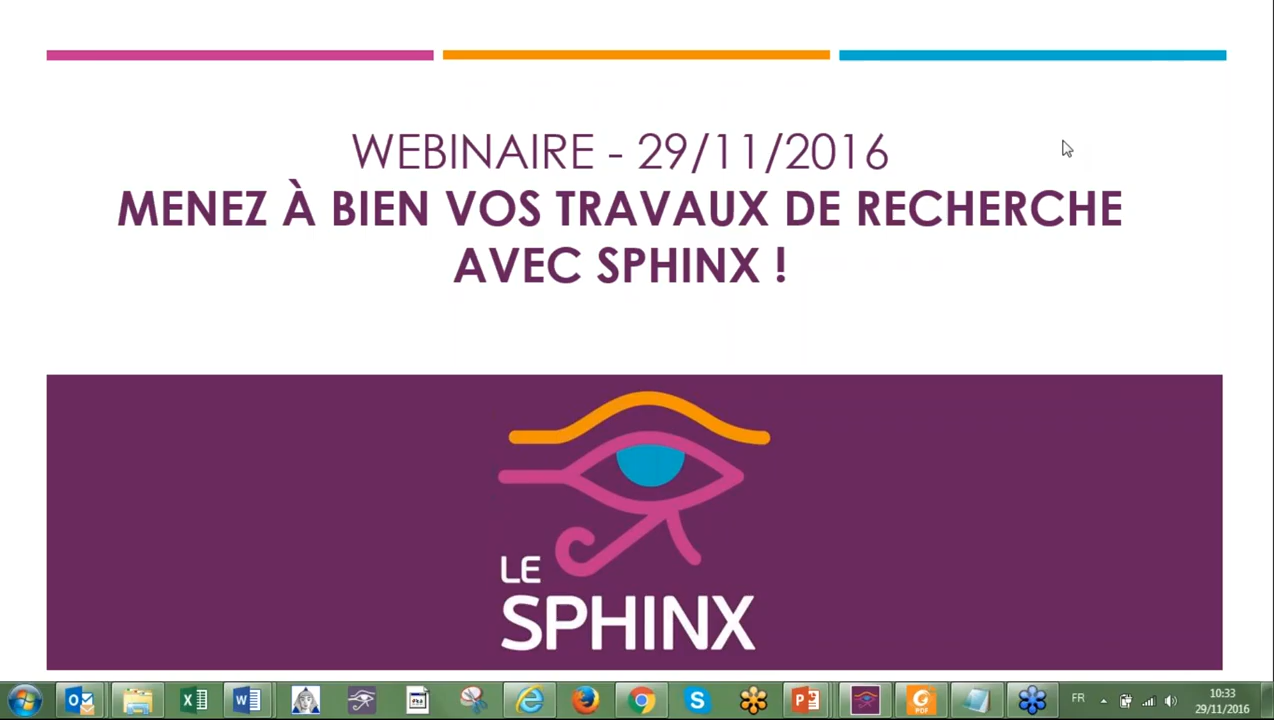 WEBINAIRE - 29/11/2016
MENEZ À BIEN VOS TRAVAUX DE RECHERCHE
AVEC SPHINX !
LE
SPHINX
FR
10:33
29/11/2016